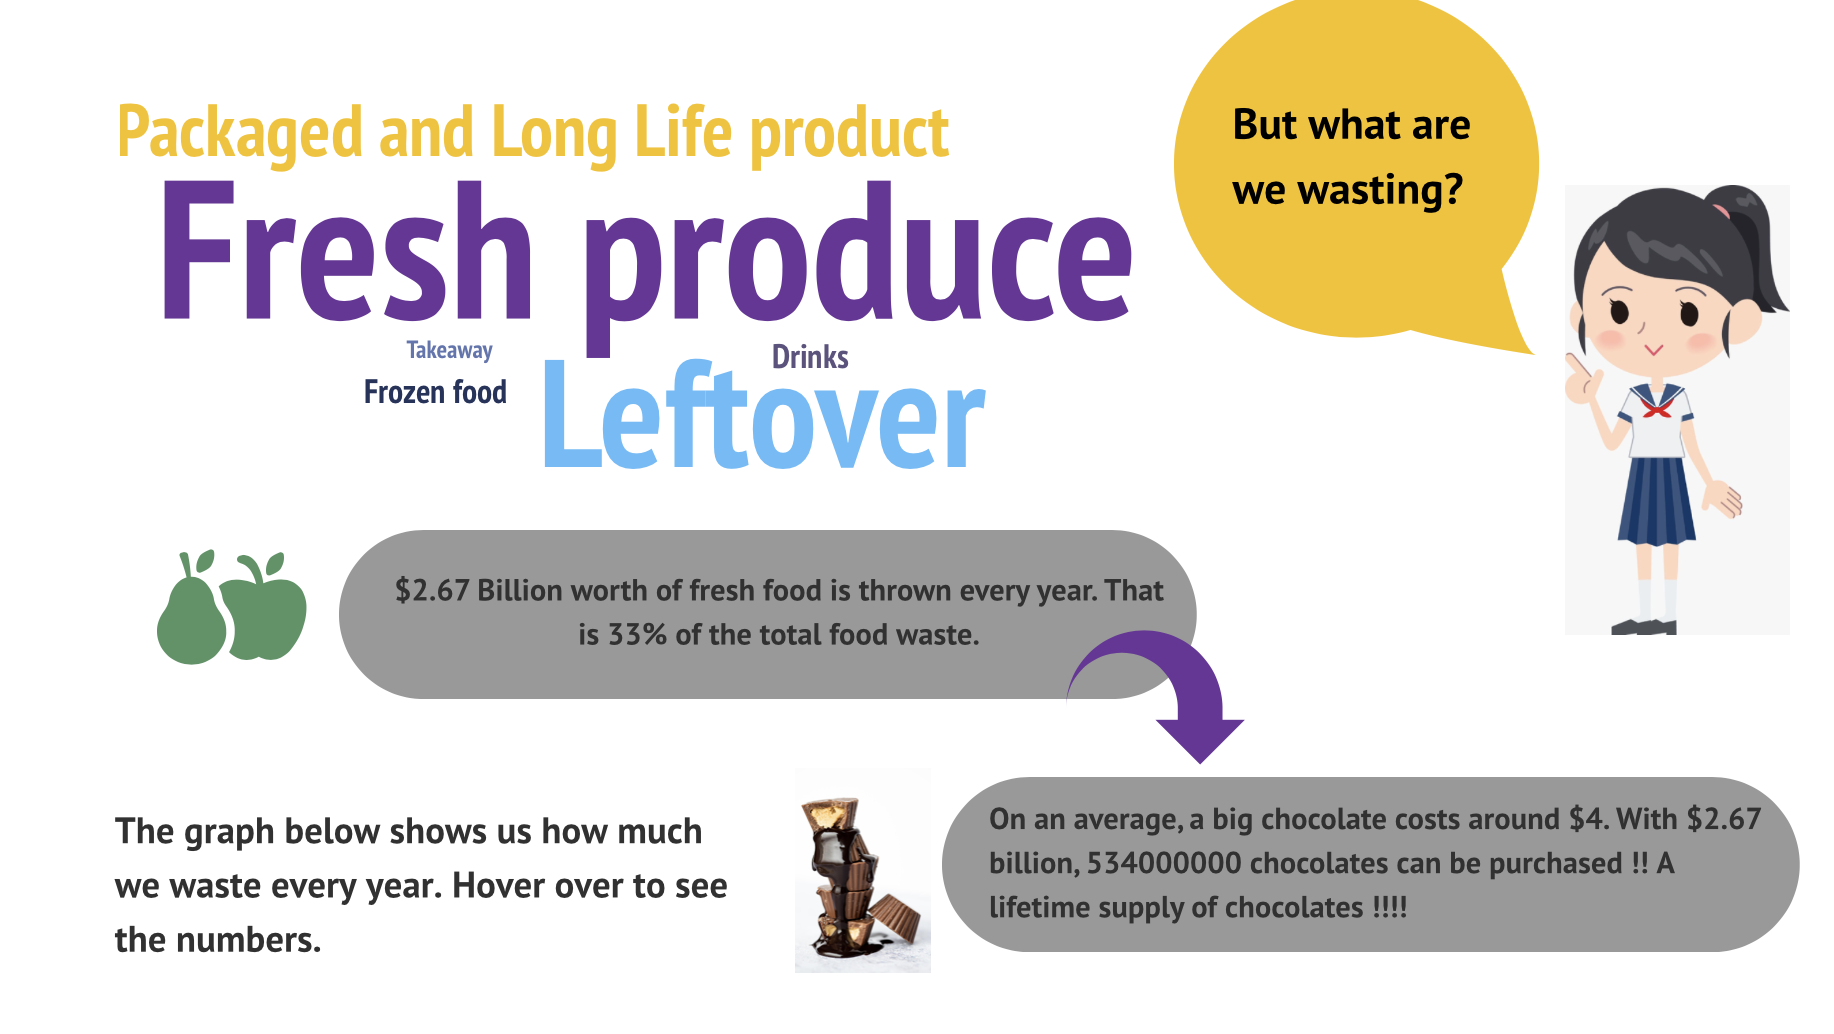 Packaged and Long Life product
Fresh produce
Takeaway
Drinks
Frozen food
Leftover
But what are
we wasting?
$2.67 Billion worth of fresh food is thrown every year. That
is 33% of the total food waste.
The graph below shows us how much
we waste every year. Hover over to see
the numbers.
On an average, a big chocolate costs around $4. With $2.67
billion, 534000000 chocolates can be purchased !! A
lifetime supply of chocolates !!!!